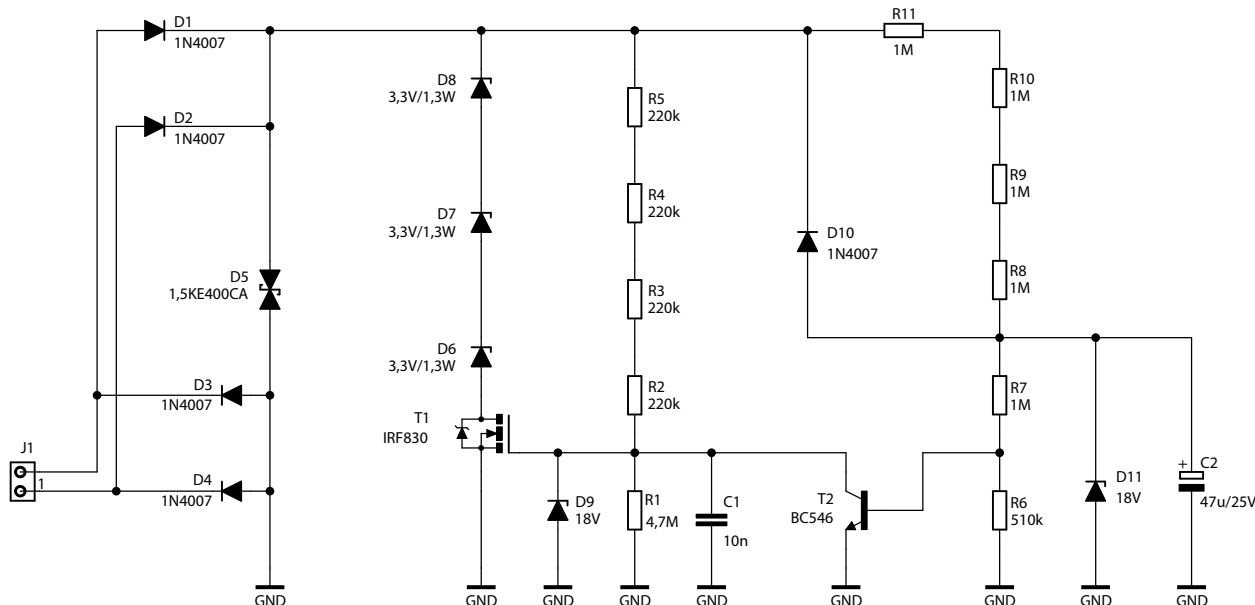 D1
1N4007
D2
1N4007
D5
1,5KE400CA
D3
1N4007
D4
1N4007
J1
1
D8
3,3V/1,3W
D7
3,3V/1,3W
D6
3,3V/1,3W
T1
IRF830
R5
220k
R4
220k
R3
220k
R2
220k
D9
18V
R1
4,7M
C1
10n
T2
BC546
D10
1N4007
R11
1M
R10
1M
R9
1M
R8
1M
R7
1M
R6
510k
D11
18V
+
C2
47u/25V
GND
GND
GND
GND
GND
GND
GND
GND
GND